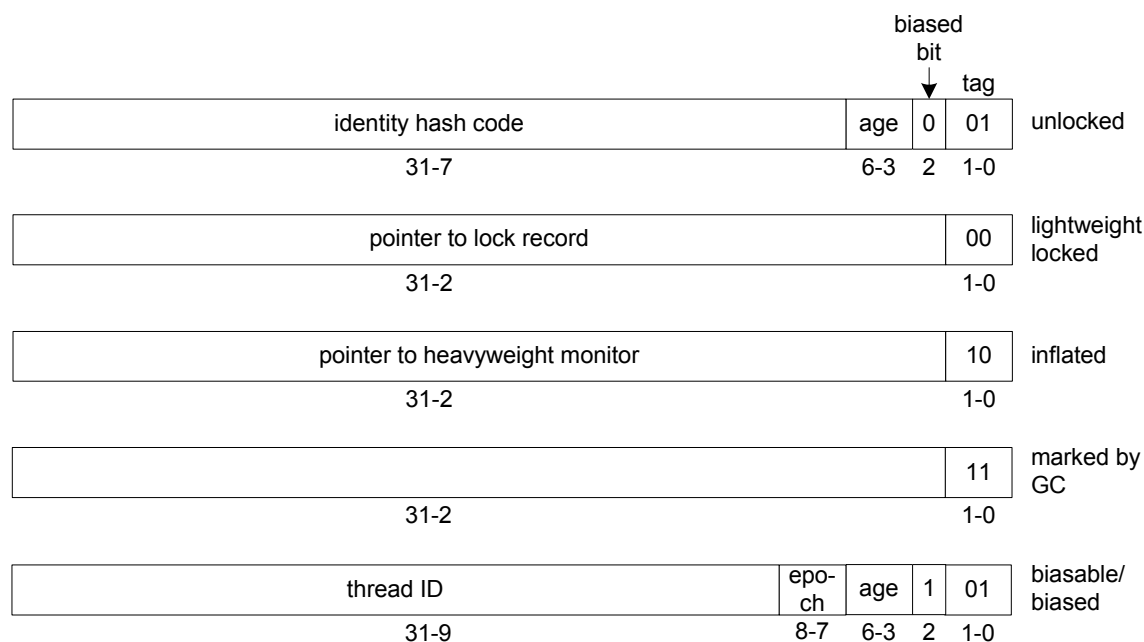 biased
bit
tag
identity hash code age 0 01 unlocked
31-7 6-3 2 1-0
pointer to lock record 00 lightweight
locked
31-2 1-0
pointer to heavyweight monitor 10 inflated
31-2 1-0
11 marked by
GC
31-2 1-0
thread ID epo-
ch age 1 01 biasable/
biased
31-9 8-7 6-3 2 1-0